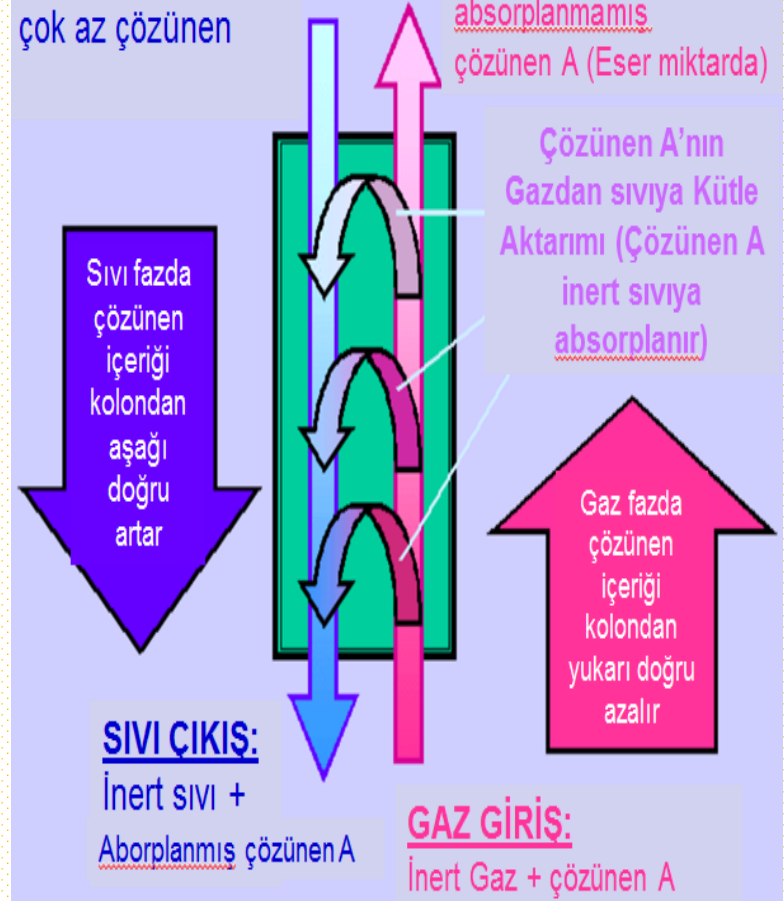 çok az çözünen
absorplanmamış
çözünen A (Eser miktarda)
Çözünen A’nın
Gazdan sıvıya Kütle
Aktarımı (Çözünen A
inert sıvıya
absorplanır)
Sıvı fazda
çözünen
içeriği
kolondan
aşağı
doğru
artar
Gaz fazda
çözünen
içeriği
kolondan
yukarı doğru
azalır
SIVI ÇIKIŞ:
İnert sıvı +
Aborplanmış çözünen A
GAZ GİRİŞ:
İnert Gaz + çözünen A